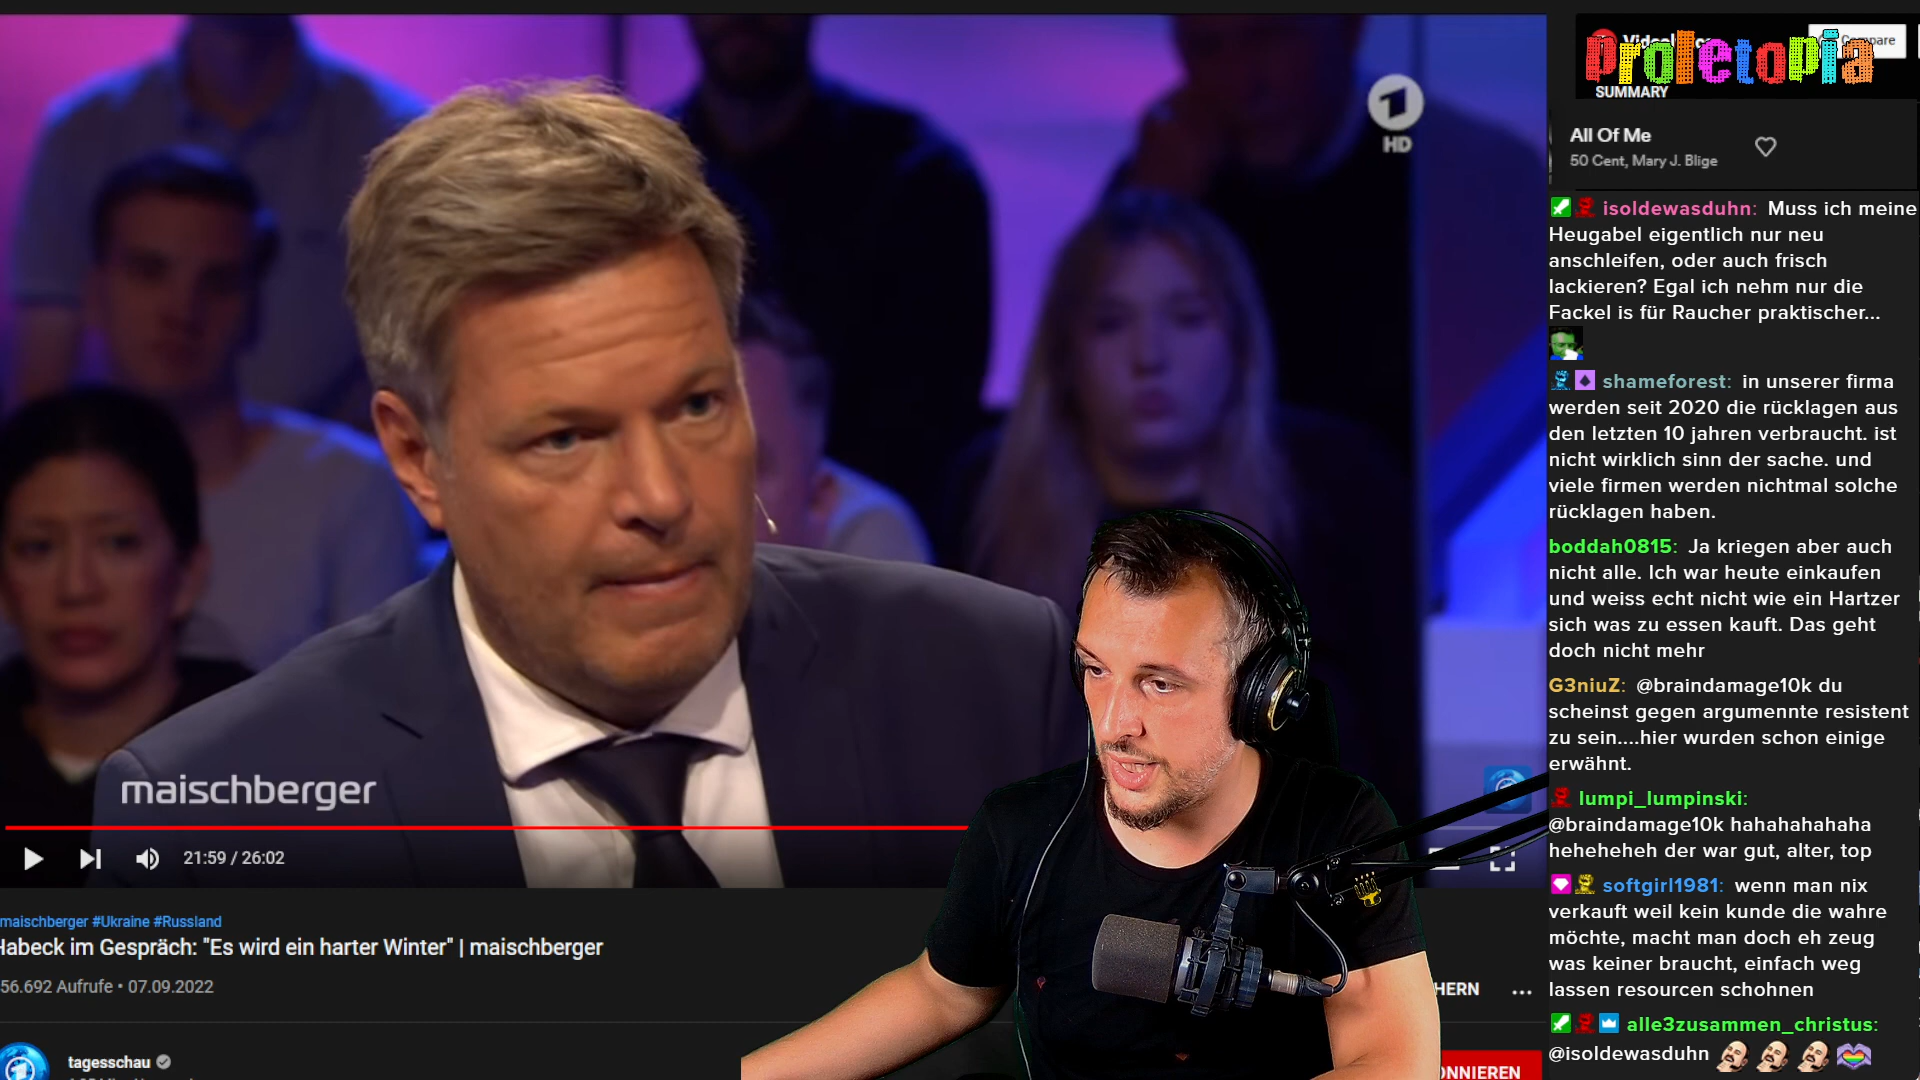 HD
maischberger
21:59 / 26:02
maischberger #Ukraine #Russland
Habeck im Gespräch: "Es wird ein harter Winter" | maischberger
56.692 Aufrufe • 07.09.2022
HERN
tagesschau
ONNIEREN
Proletopia
SUMMARY
All Of Me
50 Cent, Mary J. Blige
isoldewasduhn: Muss ich meine
Heugabel eigentlich nur neu
anschleifen, oder auch frisch
lackieren? Egal ich nehm nur die
Fackel is für Raucher praktischer...
shameforest: in unserer firma
werden seit 2020 die rücklagen aus
den letzten 10 jahren verbraucht. ist
nicht wirklich sinn der sache. und
viele firmen werden nichtmal solche
rücklagen haben.
boddah0815: Ja kriegen aber auch
nicht alle. Ich war heute einkaufen
und weiss echt nicht wie ein Hartzer
sich was zu essen kauft. Das geht
doch nicht mehr
G3niuZ: @braindamage10k du
scheinst gegen argumennte resistent
zu sein....hier wurden schon einige
erwähnt.
lumpi_lumpinski:
@braindamage10k hahahahahaha
heheheheh der war gut, alter, top
softgirl1981: wenn man nix
verkauft weil kein kunde die wahre
möchte, macht man doch eh zeug
was keiner braucht, einfach weg
lassen resourcen schohnen
alle3zusammen_christus:
@isoldewasduhn